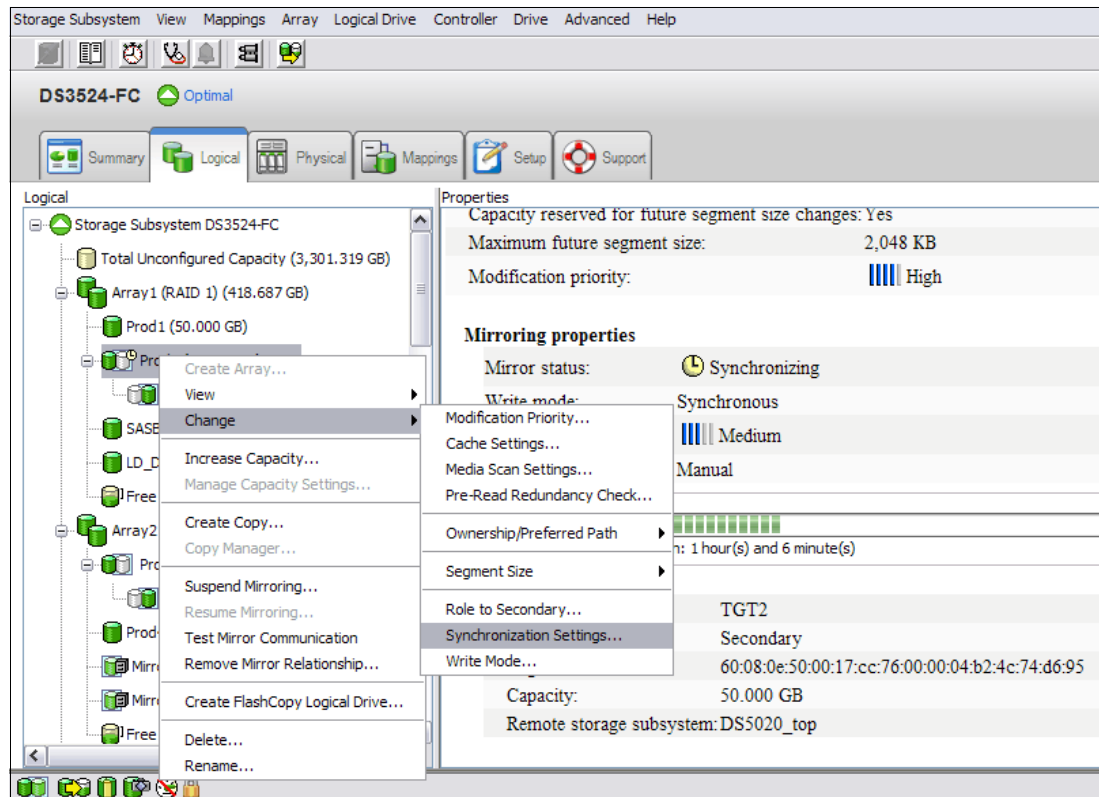 Storage Subsystem View Mappings Array Logical Drive Controller Drive Advanced Help
DS3524-FC Optimal
Summary Logical Physical Mappings Setup Support
Logical
Storage Subsystem DS3524-FC
Total Unconfigured Capacity (3,301.319 GB)
Array1 (RAID 1) (418.687 GB)
Prod1 (50.000 GB)
Pro
SASB
LD_D
Free
Array2
Pro
Prod-
Mirro
Mirro
Free
Create Array...
View
Change
Increase Capacity...
Manage Capacity Settings...
Create Copy...
Copy Manager...
Suspend Mirroring...
Resume Mirroring...
Test Mirror Communication
Remove Mirror Relationship...
Create FlashCopy Logical Drive...
Delete...
Rename...
Modification Priority...
Cache Settings...
Media Scan Settings...
Pre-Read Redundancy Check...
Ownership/Preferred Path
Segment Size
Role to Secondary...
Synchronization Settings...
Write Mode...
Properties
Capacity reserved for future segment size changes: Yes
Maximum future segment size: 2,048 KB
Modification priority: High
Mirroring properties
Mirror status: Synchronizing
Write mode: Synchronous
Medium
Manual
1 hour(s) and 6 minute(s)
TGT2
Secondary
60:08:0e:50:00:17:cc:76:00:00:04:b2:4c:74:d6:95
Capacity: 50.000 GB
Remote storage subsystem: DS5020_top